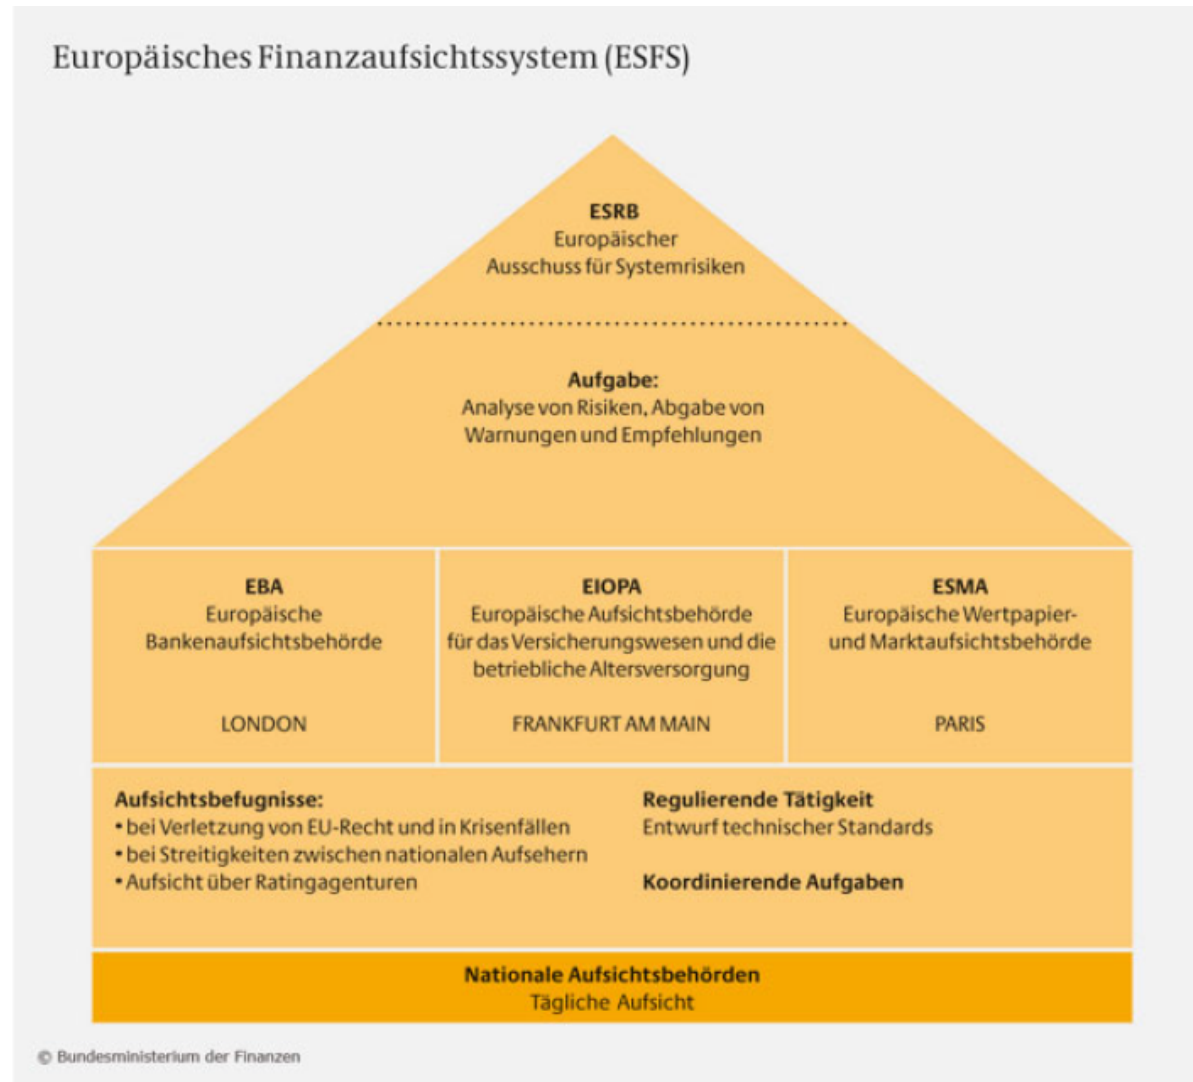 Europäisches Finanzaufsichtssystem (ESFS)
ESRB
Europäischer
Ausschuss für Systemrisiken
Aufgabe:
Analyse von Risiken, Abgabe von
Warnungen und Empfehlungen
EBA
Europäische
Bankenaufsichtsbehörde
LONDON
EIOPA
Europäische Aufsichtsbehörde
für das Versicherungswesen und die
betriebliche Altersversorgung
FRANKFURT AM MAIN
ESMA
Europäische Wertpapier-
und Marktaufsichtsbehörde
PARIS
Aufsichtsbefugnisse:
• bei Verletzung von EU-Recht und in Krisenfällen
• bei Streitigkeiten zwischen nationalen Aufsehern
• Aufsicht über Ratingagenturen
Regulierende Tätigkeit
Entwurf technischer Standards
Koordinierende Aufgaben
Nationale Aufsichtsbehörden
Tägliche Aufsicht
© Bundesministerium der Finanzen